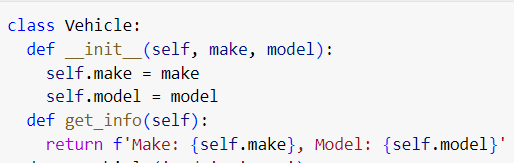 class Vehicle:
  def __init__(self, make, model):
    self.make = make
    self.model = model
  def get_info(self):
    return f'Make: {self.make}, Model: {self.model}'